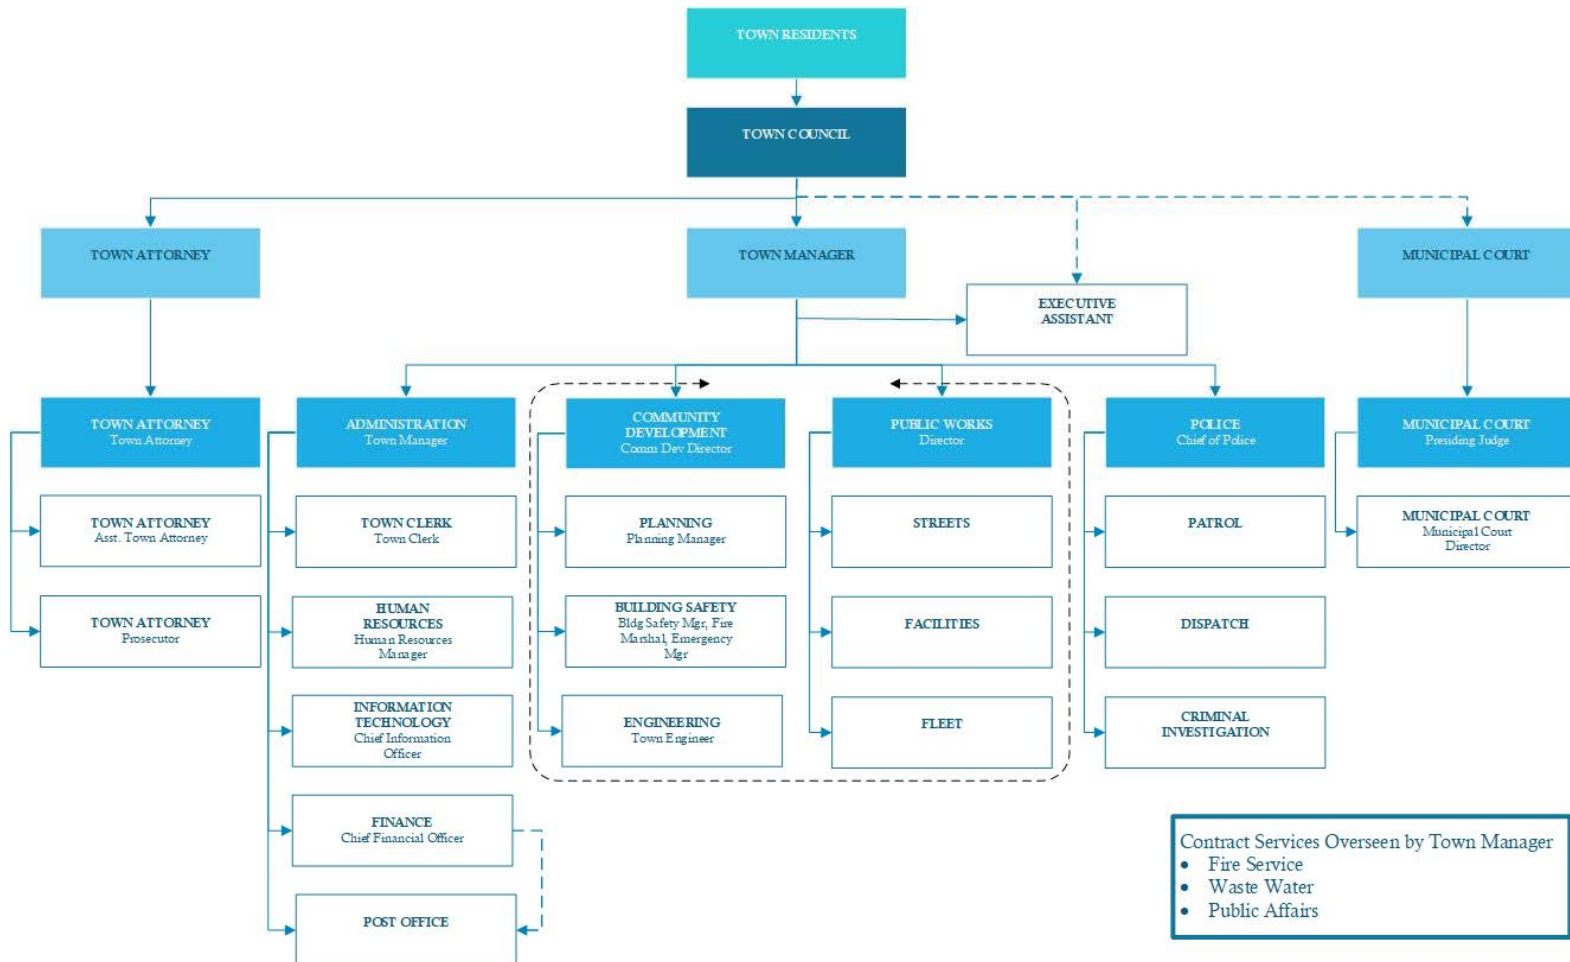 TOWN RESIDENTS
TOWN COUNCIL
TOWN ATTORNEY
TOWN MANAGER
MUNICIPAL COURT
EXECUTIVE
ASSISTANT
TOWN ATTORNEY
Town Attorney
ADMINISTRATION
Town Manager
COMMUNITY
DEVELOPMENT
Comm Dev Director
PUBLIC WORKS
Director
POLICE
Chief of Police
MUNICIPAL COURT
Presiding Judge
TOWN ATTORNEY
Asst. Town Attorney
TOWN CLERK
Town Clerk
PLANNING
Planning Manager
STREETS
PATROL
MUNICIPAL COURT
Municipal Court
Director
TOWN ATTORNEY
Prosecutor
HUMAN
RESOURCES
Human Resources
Manager
BUILDING SAFETY
Bldg Safety Mgr, Fire
Marshal, Emergency
Mgr
FACILITIES
DISPATCH
INFORMATION
TECHNOLOGY
Chief Information
Officer
ENGINEERING
Town Engineer
FLEET
CRIMINAL
INVESTIGATION
FINANCE
Chief Financial Officer
POST OFFICE
Contract Services Overseen by Town Manager
• Fire Service
• Waste Water
• Public Affairs